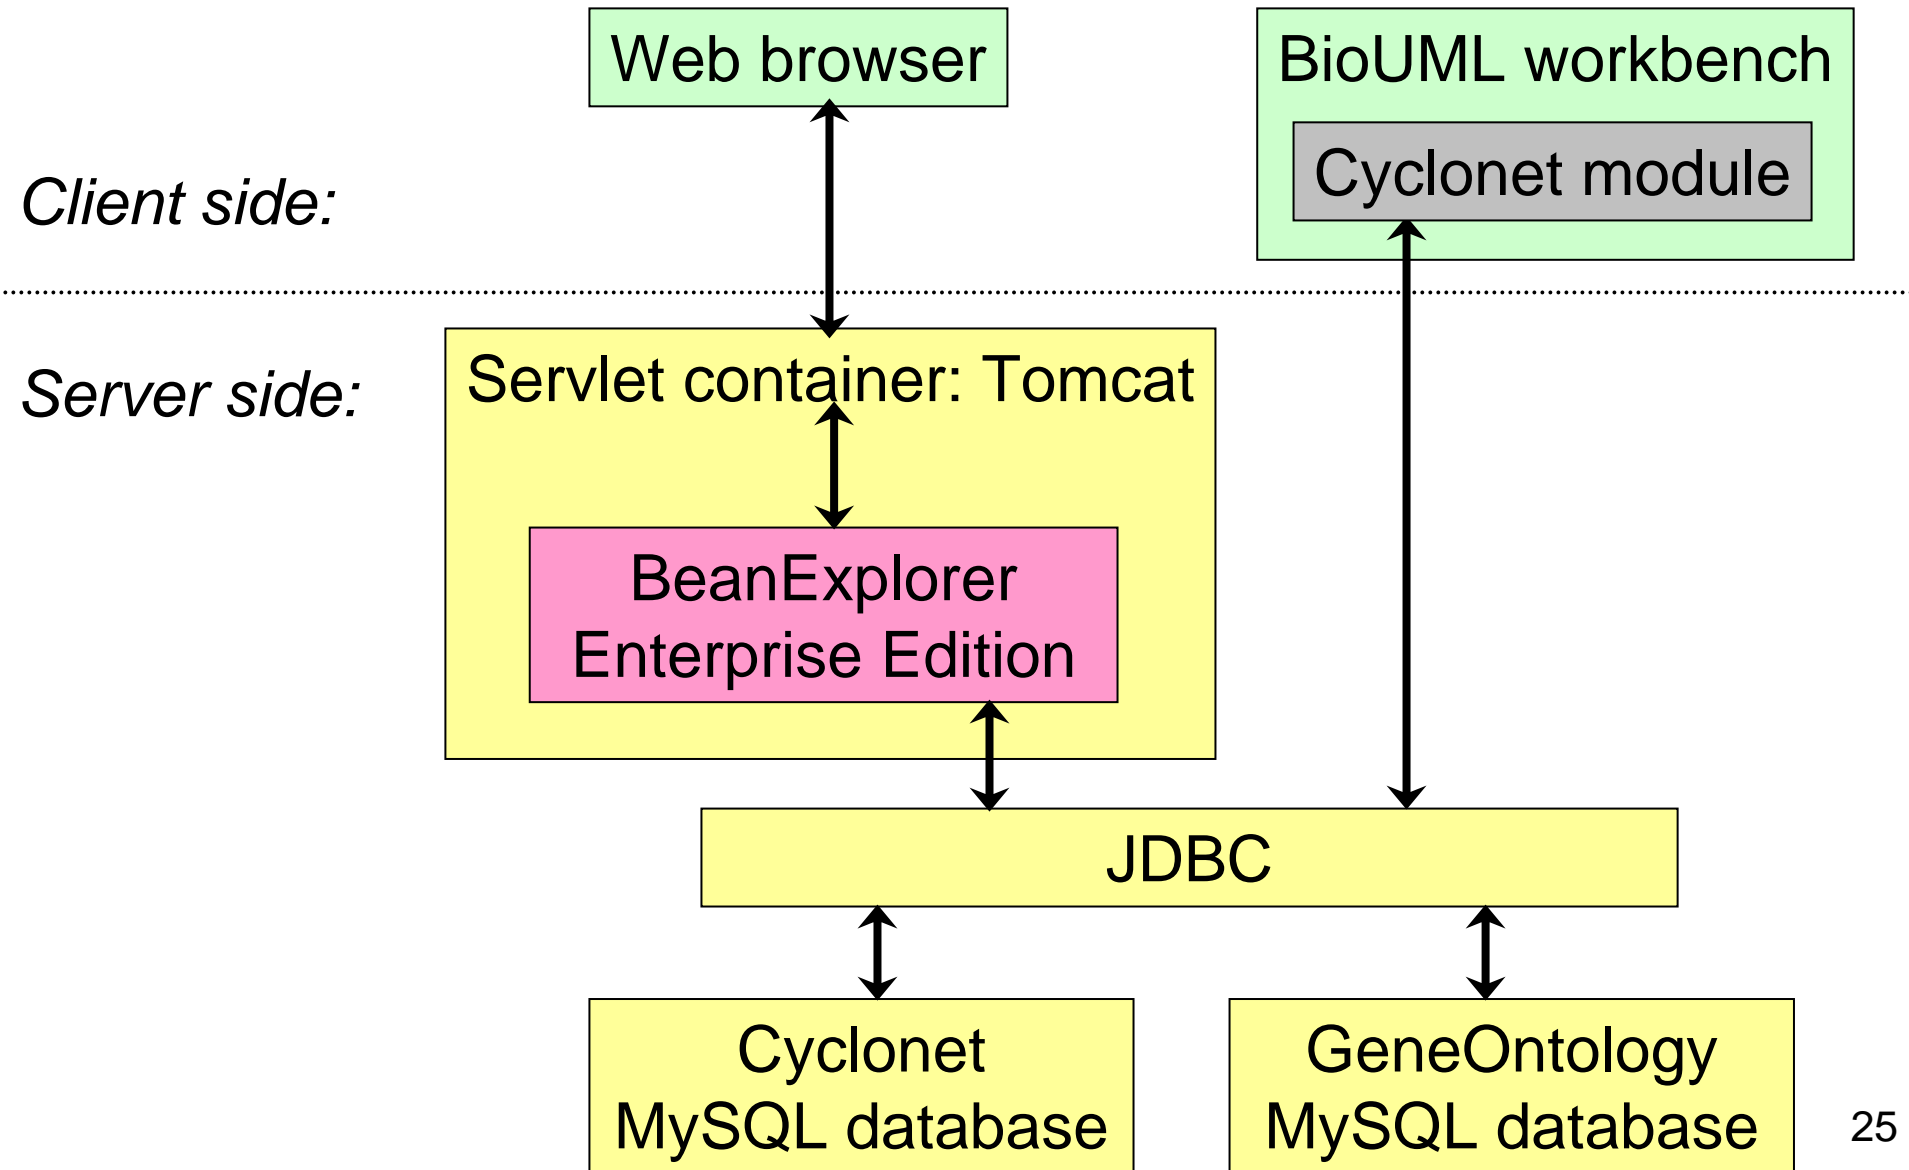 Web browser
BioUML workbench
Cyclonet module
Client side:
Server side:
Servlet container: Tomcat
BeanExplorer
Enterprise Edition
JDBC
Cyclonet
MySQL database
GeneOntology
MySQL database
25